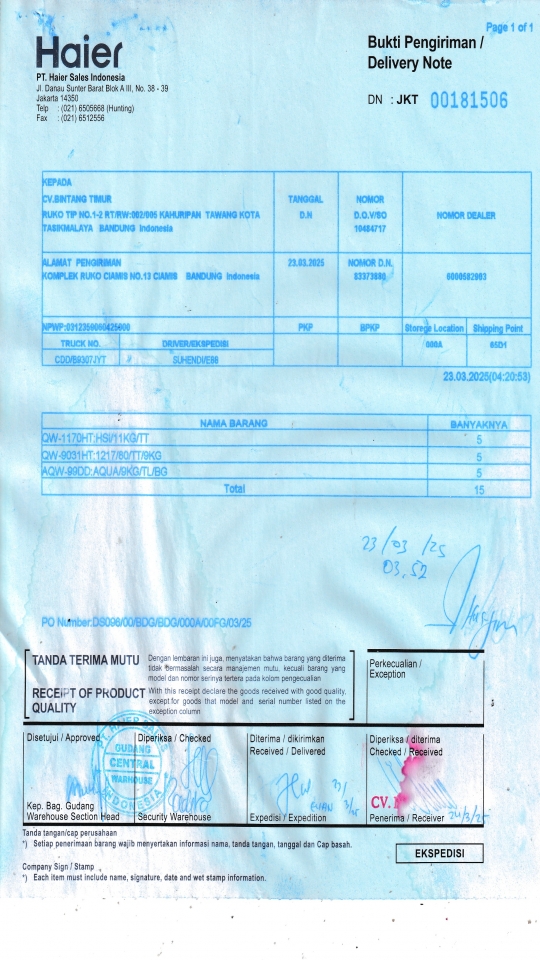 Page 1 of 1
Haier
PT. Haier Sales Indonesia
Jl. Danau Sunter Barat Blok A III, No. 38 - 39
Jakarta 14350
Telp : (021) 6505668 (Hunting)
Fax : (021) 6512556
Bukti Pengiriman /
Delivery Note
DN : JKT 00181506
KEPADA
CV.BINTANG TIMUR
RUKO TIP NO.1-2 RT/RW:002/005 KAHURIPAN TAWANG KOTA
TASIKMALAYA BANDUNG Indonesia
TANGGAL
D.N
NOMOR
D.O.V/SO
10484717
NOMOR DEALER
ALAMAT PENGIRIMAN
KOMPLEK RUKO CIAMIS NO.13 CIAMIS BANDUNG Indonesia
23.03.2025
NOMOR D.N.
83373880
NPWP:
PKP
BPKP
Storege Location
Shipping Point
TRUCK NO.
DRIVER/EKSPEDISI
000A
CDD/B9307JYT
SUHENDI/E68
23.03.2025(04:20:53)
NAMA BARANG
BANYAKNYA
QW-1170HT:HSI/11KG/TT
5
QW-9031HT:1217/60/TT/9KG
5
AQW-99DD:AQUA/9KG/TL/BG
5
Total
15
23/03/25
03.52
PO Number:DS098/00/BDG/BDG/000A/00FG/03/25
TANDA TERIMA MUTU
Dengan lembaran ini juga, menyatakan bahwa barang yang diterima
tidak bermasalah secara manajemen mutu, kecuali barang yang
model dan nomor serinya tertera pada kolom pengecualian
RECEIPT OF PRODUCT
QUALITY
With this receipt declare the goods received with good quality,
except for goods that model and serial number listed on the
exception column
Perkecualian /
Exception
Disetujui / Approved
Diperiksa / Checked
Diterima / dikirimkan
Received / Delivered
Diperiksa / diterima
Checked / Received
GUDANG
CENTRAL
WARHOUSE
INDONESIA
CV.
Kep. Bag. Gudang
Warehouse Section Head
Security Warehouse
Expedisi / Expedition
Penerima / Receiver
24/3/25
Tanda tangan/cap perusahaan
*) Setiap penerimaan barang wajib menyertakan informasi nama, tanda tangan, tanggal dan Cap basah.
EKSPEDISI
Company Sign / Stamp
*) Each item must include name, signature, date and wet stamp information.